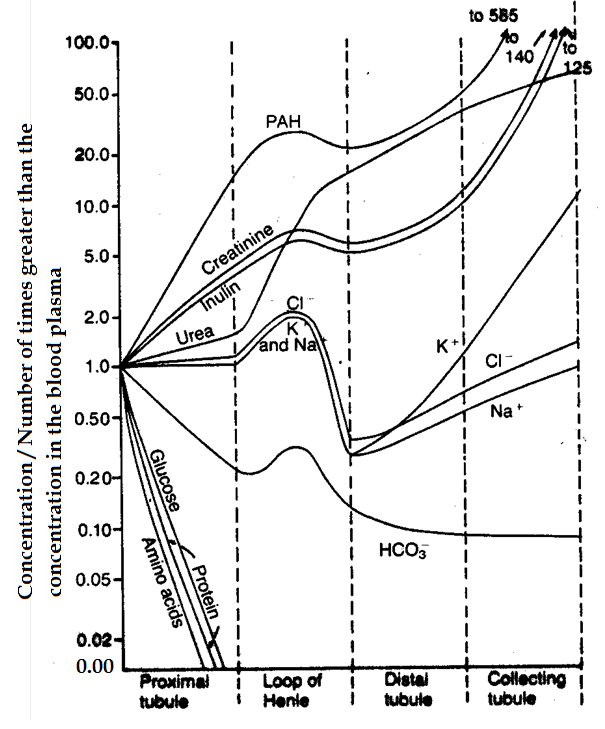 to 585
to
140
to
125
100.0
50.0
20.0
10.0
5.0
2.0
1.0
0.50
0.20
0.10
0.05
0.02
0.00
Concentration/Number of times greater than the
concentration in the blood plasma
PAH
Creatinine
Inulin
Urea
Cl⁻
K⁺
and Na⁺
K⁺
Cl⁻
Na⁺
HCO₃⁻
Glucose
Protein
Amino acids
Proximal
tubule
Loop of
Henle
Distal
tubule
Collecting
tubule